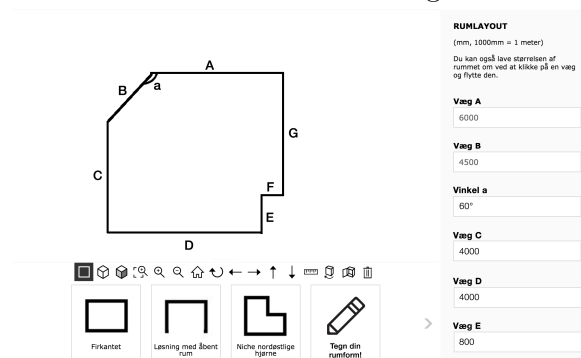 A
B
a
C
G
F
E
D
Firkantet
Løsning med åbent
rum
Niche nordøstlige
hjørne
Tegn din
rumform!
RUMLAYOUT
(mm, 1000mm = 1 meter)
Du kan også lave størrelsen af
rummet om ved at klikke på en væg
og flytte den.
Væg A
6000
Væg B
4500
Vinkel a
60°
Væg C
4000
Væg D
4000
Væg E
800